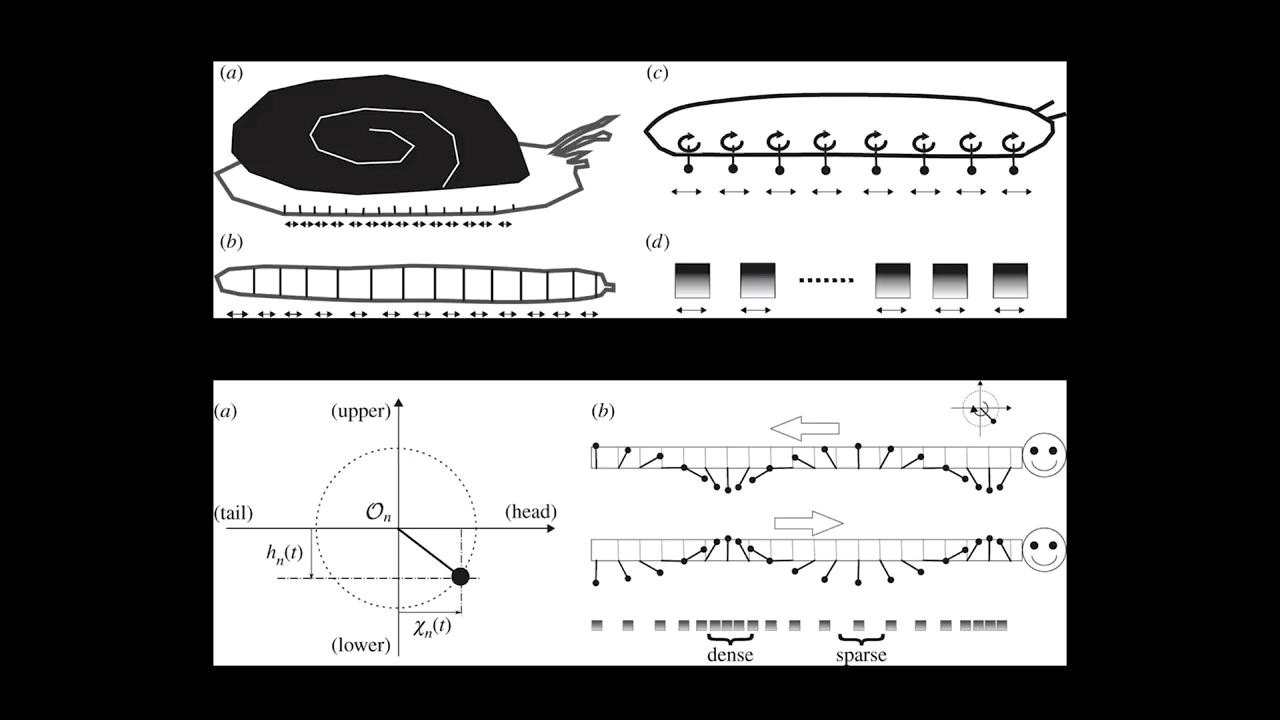 (a)
(c)
(b)
(d)
(a)
(upper)
(b)
(tail)
𝒪ₙ
(head)
hₙ(t)
χₙ(t)
(lower)
dense
sparse